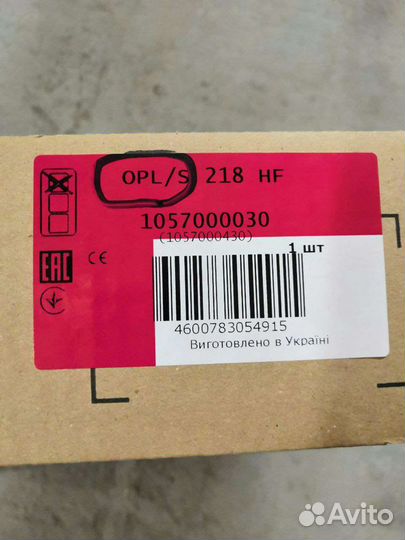 OPL/S 218 HF
1057000030
(1057000430)
1 шт
EAC CE
4600783054915
Виготовлено в Україні
Avito